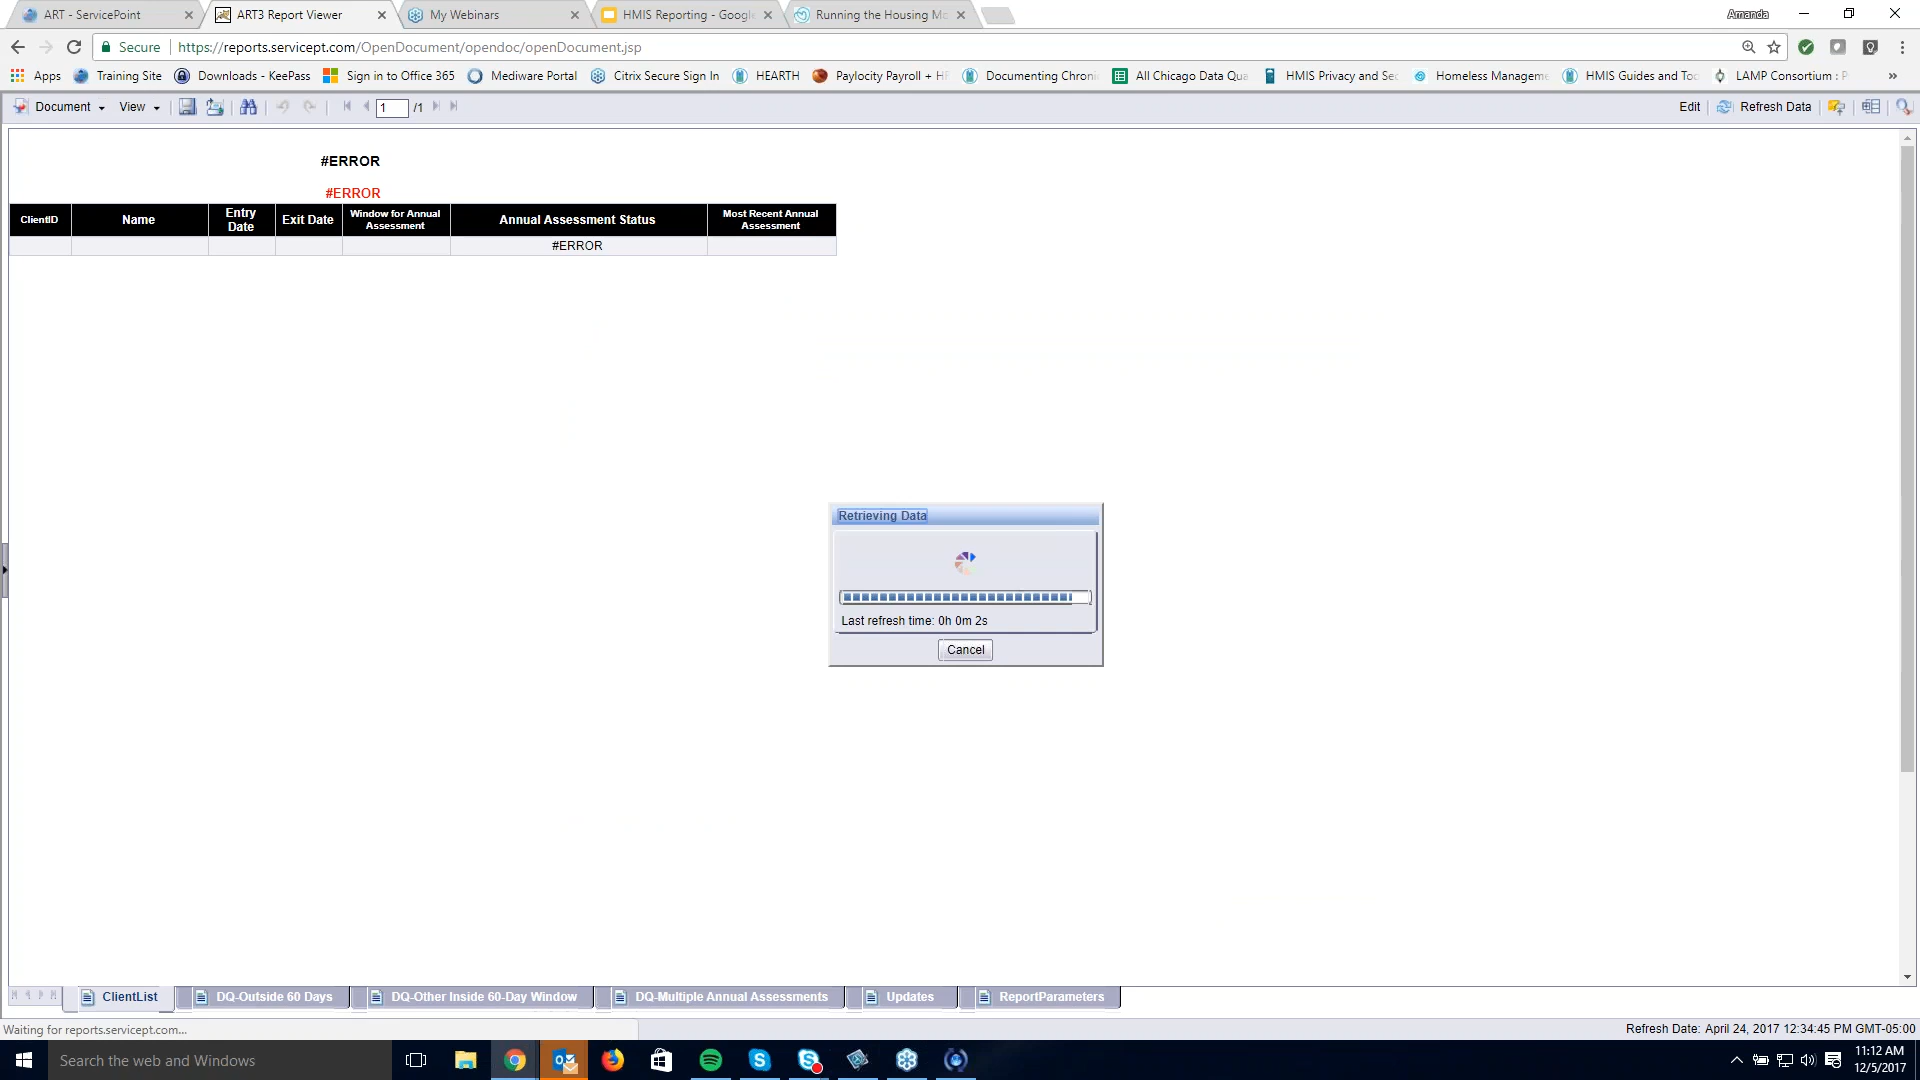 ART - ServicePoint
ART3 Report Viewer
My Webinars
HMIS Reporting - Google
Running the Housing Mo
Amanda
Secure
https://reports.servicept.com/OpenDocument/opendoc/openDocument.jsp
Apps
Training Site
Downloads - KeePass
Sign in to Office 365
Mediware Portal
Citrix Secure Sign In
HEARTH
Paylocity Payroll + HR
Documenting Chroni
All Chicago Data Qua
HMIS Privacy and Sec
Homeless Manageme
HMIS Guides and Too
LAMP Consortium : P
»
Document
View
1
/1
Edit
Refresh Data
#ERROR
#ERROR
ClientID
Name
Entry Date
Exit Date
Window for Annual Assessment
Annual Assessment Status
Most Recent Annual Assessment
#ERROR
Retrieving Data
Last refresh time: 0h 0m 2s
Cancel
ClientList
DQ-Outside 60 Days
DQ-Other Inside 60-Day Window
DQ-Multiple Annual Assessments
Updates
ReportParameters
Waiting for reports.servicept.com...
Refresh Date: April 24, 2017 12:34:45 PM GMT-05:00
Search the web and Windows
11:12 AM
12/5/2017